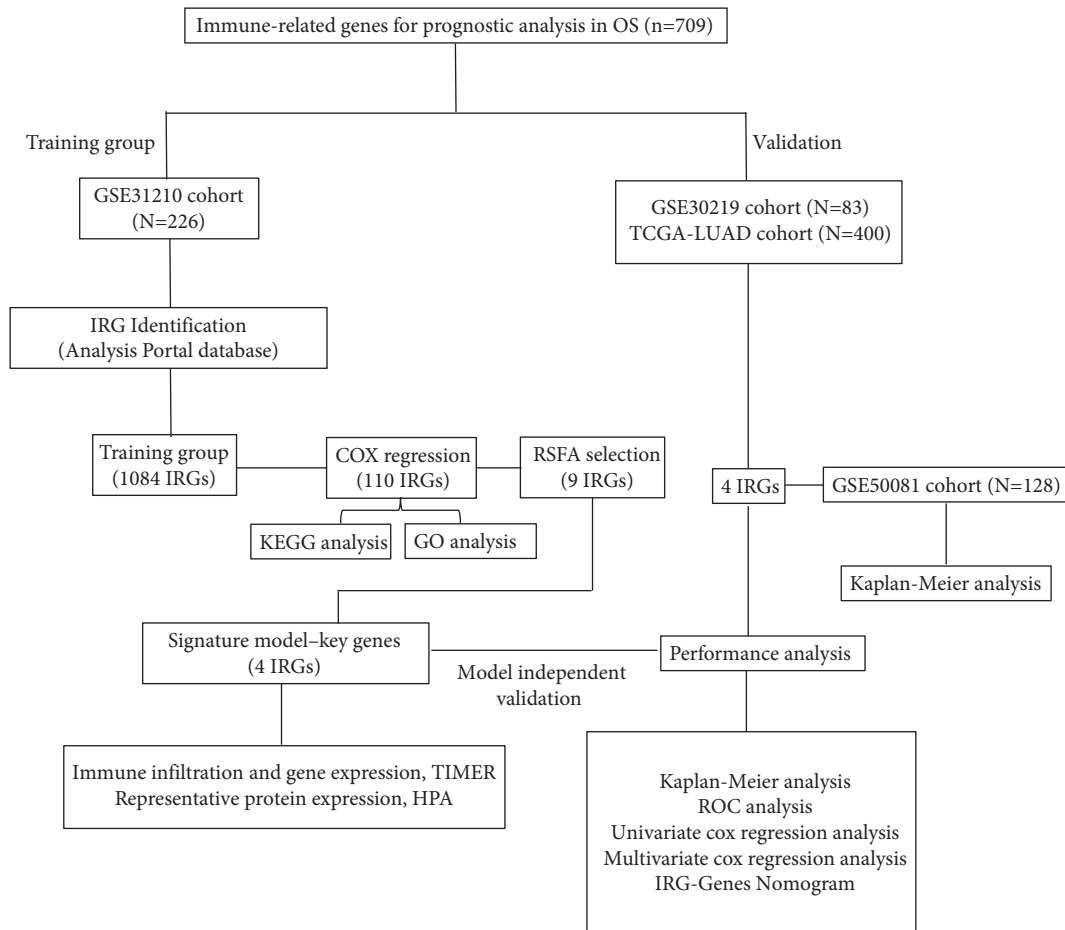 Immune-related genes for prognostic analysis in OS (n=709)
Training group
Validation
GSE31210 cohort
(N=226)
GSE30219 cohort (N=83)
TCGA-LUAD cohort (N=400)
IRG Identification
(Analysis Portal database)
Training group
(1084 IRGs)
COX regression
(110 IRGs)
RSFA selection
(9 IRGs)
KEGG analysis
GO analysis
4 IRGs
GSE50081 cohort (N=128)
Kaplan-Meier analysis
Signature model–key genes
(4 IRGs)
Model independent
validation
Performance analysis
Immune infiltration and gene expression, TIMER
Representative protein expression, HPA
Kaplan-Meier analysis
ROC analysis
Univariate cox regression analysis
Multivariate cox regression analysis
IRG-Genes Nomogram